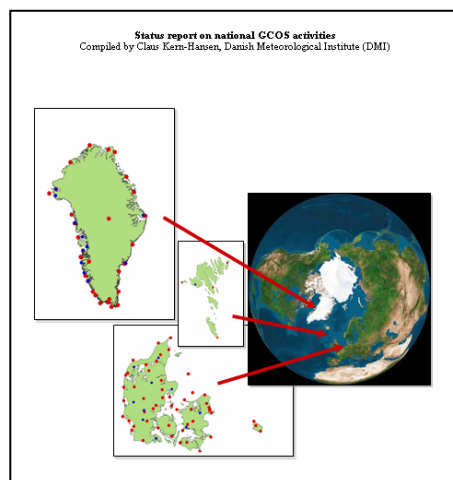 Status report on national GCOS activities
Compiled by Claus Kern-Hansen, Danish Meteorological Institute (DMI)